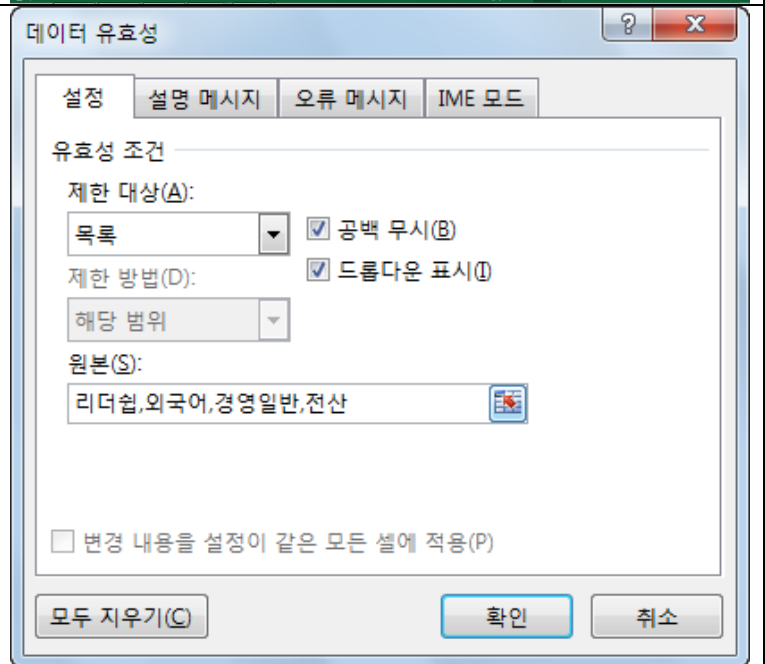 데이터 유효성
설정 설명 메시지 오류 메시지 IME 모드
유효성 조건
제한 대상(A):
목록 공백 무시(B)
드롭다운 표시(I)
제한 방법(D):
해당 범위
원본(S):
리더쉽,외국어,경영일반,전산
변경 내용을 설정이 같은 모든 셀에 적용(P)
모두 지우기(C) 확인 취소